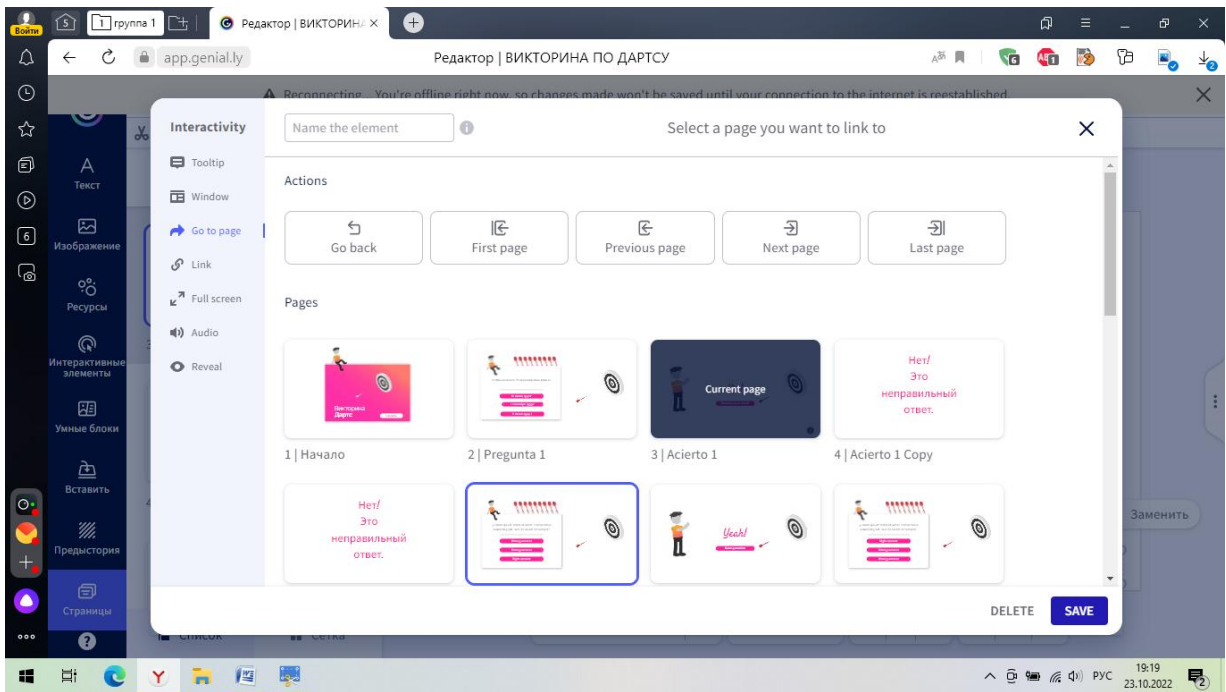 Войти
5
1 группа 1
Редактор | ВИКТОРИНА
app.genial.ly
Редактор | ВИКТОРИНА ПО ДАРТСУ
Reconnecting... You're offline right now, so changes made won't be saved until your connection to the internet is reestablished.
Interactivity
Name the element
Select a page you want to link to
Tooltip
Window
Go to page
Link
Full screen
Audio
Reveal
Actions
Go back
First page
Previous page
Next page
Last page
Pages
Викторина
Дартс
Current page
Нет!
Это
неправильный
ответ.
1 | Начало
2 | Pregunta 1
3 | Acierto 1
4 | Acierto 1 Copy
Нет!
Это
неправильный
ответ.
Yeah!
DELETE
SAVE
6
Текст
Изображение
Ресурсы
Интерактивные
элементы
Умные блоки
Вставить
Предыстория
Страницы
Заменить
Список
Сетка
РУС
19:19
23.10.2022
2